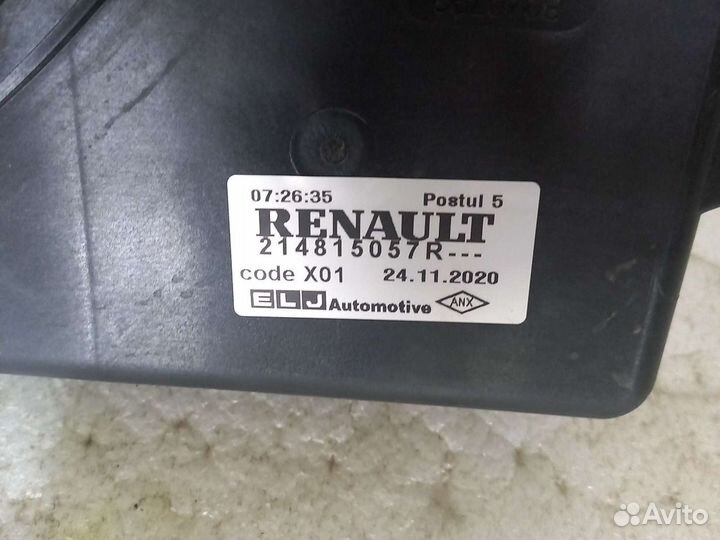 07:26:35 Postul 5
RENAULT
214815057R---
code X01 24.11.2020
ELJ Automotive ANX
Avito